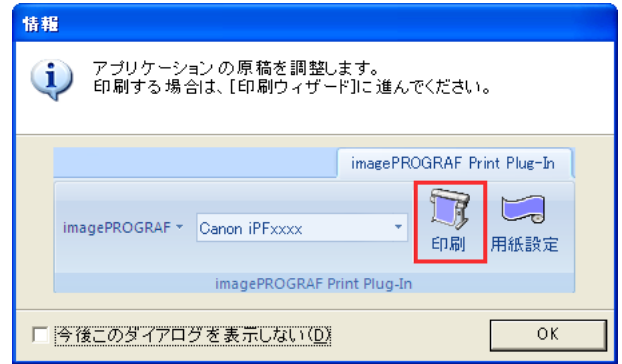 情報
アプリケーションの原稿を調整します。
印刷する場合は、[印刷ウィザード]に進んでください。
imagePROGRAF Print Plug-In
imagePROGRAF
Canon iPFxxxx
印刷
用紙設定
imagePROGRAF Print Plug-In
今後このダイアログを表示しない(D)
OK